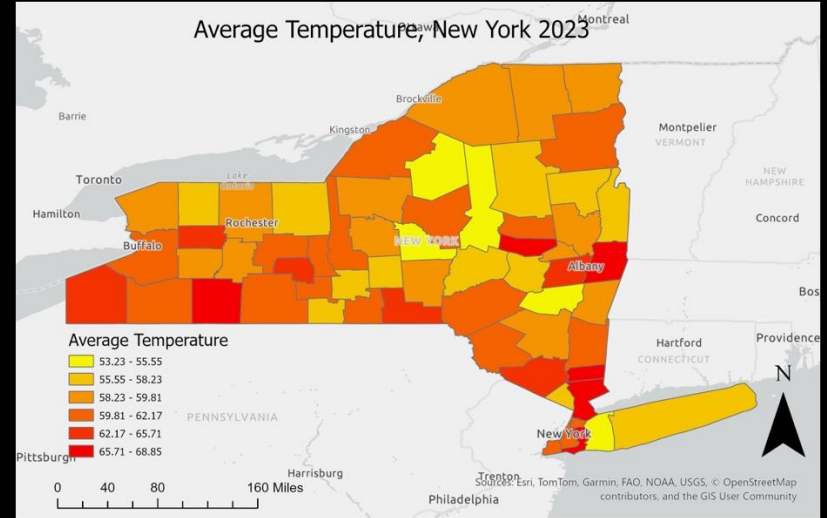 Average Temperature, New York 2023
Ottawa
Montreal
Brockville
Barrie
Kingston
Montpelier
VERMONT
Toronto
Lake
Ontario
NEW
HAMPSHIRE
Hamilton
Rochester
Concord
Buffalo
NEW YORK
Albany
Bos
Average Temperature
53.23 - 55.55
55.55 - 58.23
58.23 - 59.81
59.81 - 62.17
62.17 - 65.71
65.71 - 68.85
Hartford
CONNECTICUT
Providence
N
PENNSYLVANIA
New York
Pittsburgh
Harrisburg
Trenton
Philadelphia
0 40 80 160 Miles
Sources: Esri, TomTom, Garmin, FAO, NOAA, USGS, © OpenStreetMap
contributors, and the GIS User Community